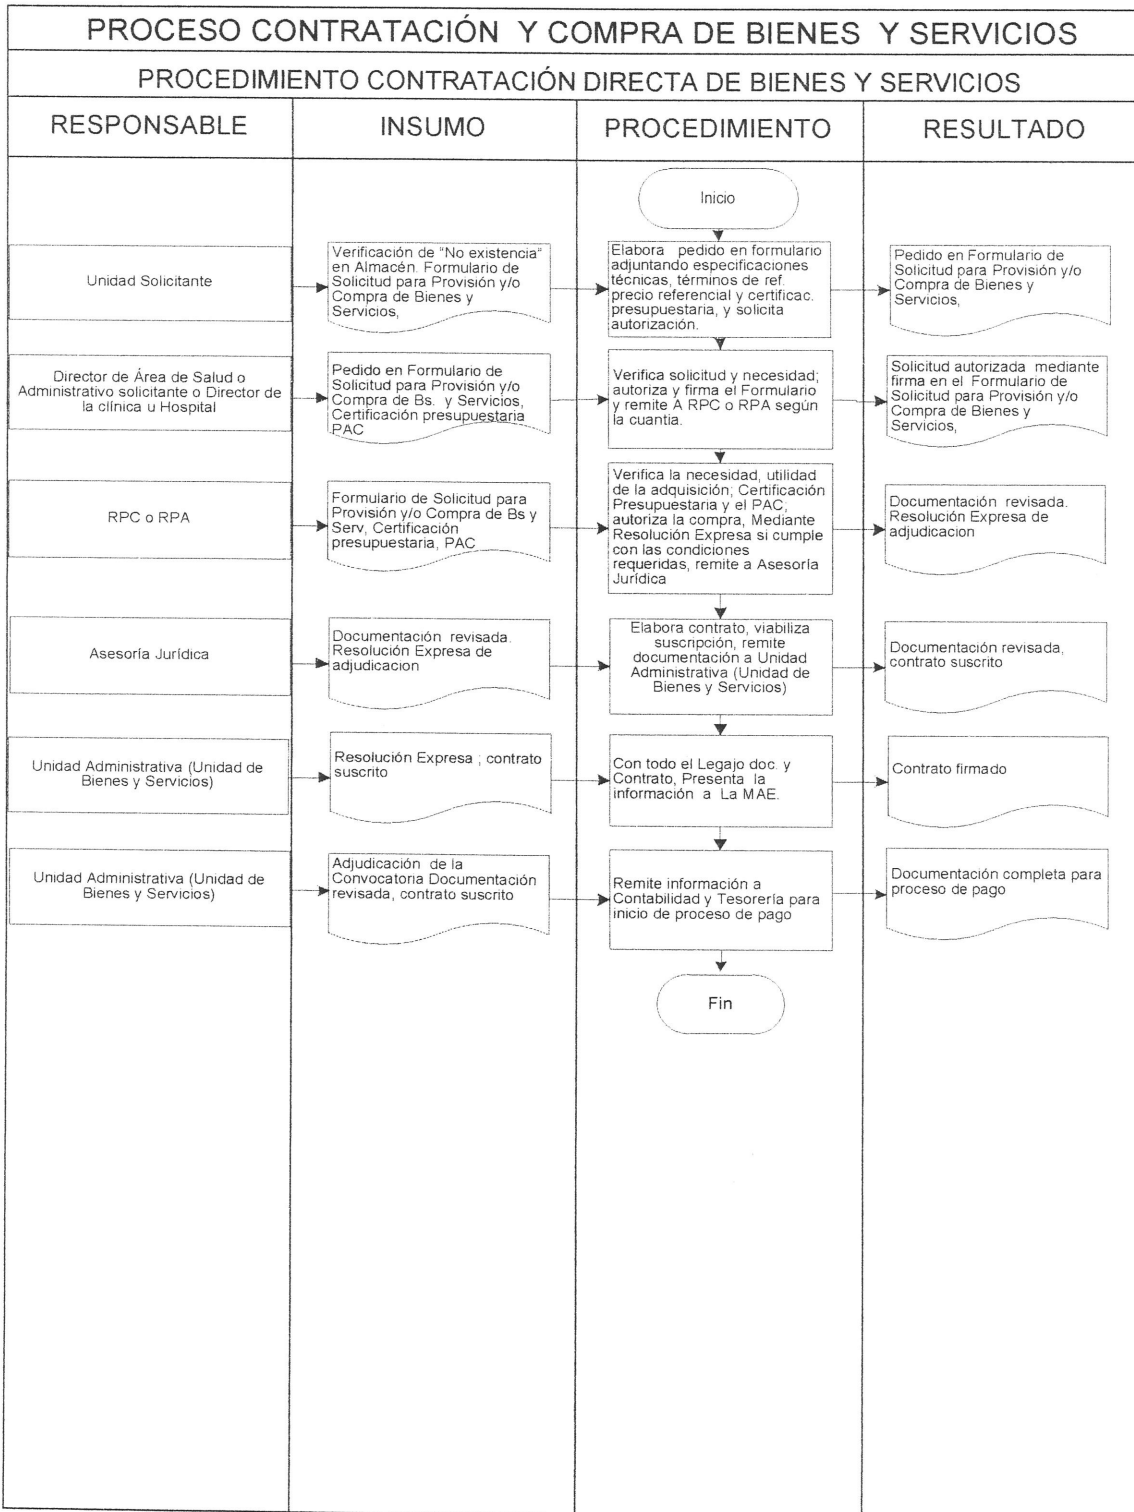 PROCESO CONTRATACIÓN Y COMPRA DE BIENES Y SERVICIOS
PROCEDIMIENTO CONTRATACIÓN DIRECTA DE BIENES Y SERVICIOS
RESPONSABLE
INSUMO
PROCEDIMIENTO
RESULTADO
Inicio
Unidad Solicitante
Verificación de "No existencia"
en Almacén. Formulario de
Solicitud para Provisión y/o
Compra de Bienes y
Servicios,
Elabora pedido en formulario
adjuntando especificaciones
técnicas, términos de ref.
precio referencial y certificac.
presupuestaria, y solicita
autorización.
Pedido en Formulario de
Solicitud para Provisión y/o
Compra de Bienes y
Servicios,
Director de Área de Salud o
Administrativo solicitante o Director de
la clínica u Hospital
Pedido en Formulario de
Solicitud para Provisión y/o
Compra de Bs. y Servicios,
Certificación presupuestaria
PAC
Verifica solicitud y necesidad;
autoriza y firma el Formulario
y remite A RPC o RPA según
la cuantia.
Solicitud autorizada mediante
firma en el Formulario de
Solicitud para Provisión y/o
Compra de Bienes y
Servicios,
RPC o RPA
Formulario de Solicitud para
Provisión y/o Compra de Bs y
Serv, Certificación
presupuestaria, PAC
Verifica la necesidad, utilidad
de la adquisición; Certificación
Presupuestaria y el PAC,
autoriza la compra, Mediante
Resolución Expresa si cumple
con las condiciones
requeridas, remite a Asesoría
Jurídica
Documentación revisada.
Resolución Expresa de
adjudicacion
Asesoría Jurídica
Documentación revisada.
Resolución Expresa de
adjudicacion
Elabora contrato, viabiliza
suscripción, remite
documentación a Unidad
Administrativa (Unidad de
Bienes y Servicios)
Documentación revisada,
contrato suscrito
Unidad Administrativa (Unidad de
Bienes y Servicios)
Resolución Expresa ; contrato
suscrito
Con todo el Legajo doc. y
Contrato, Presenta la
información a La MAE.
Contrato firmado
Unidad Administrativa (Unidad de
Bienes y Servicios)
Adjudicación de la
Convocatoria Documentación
revisada, contrato suscrito
Remite información a
Contabilidad y Tesorería para
inicio de proceso de pago
Documentación completa para
proceso de pago
Fin